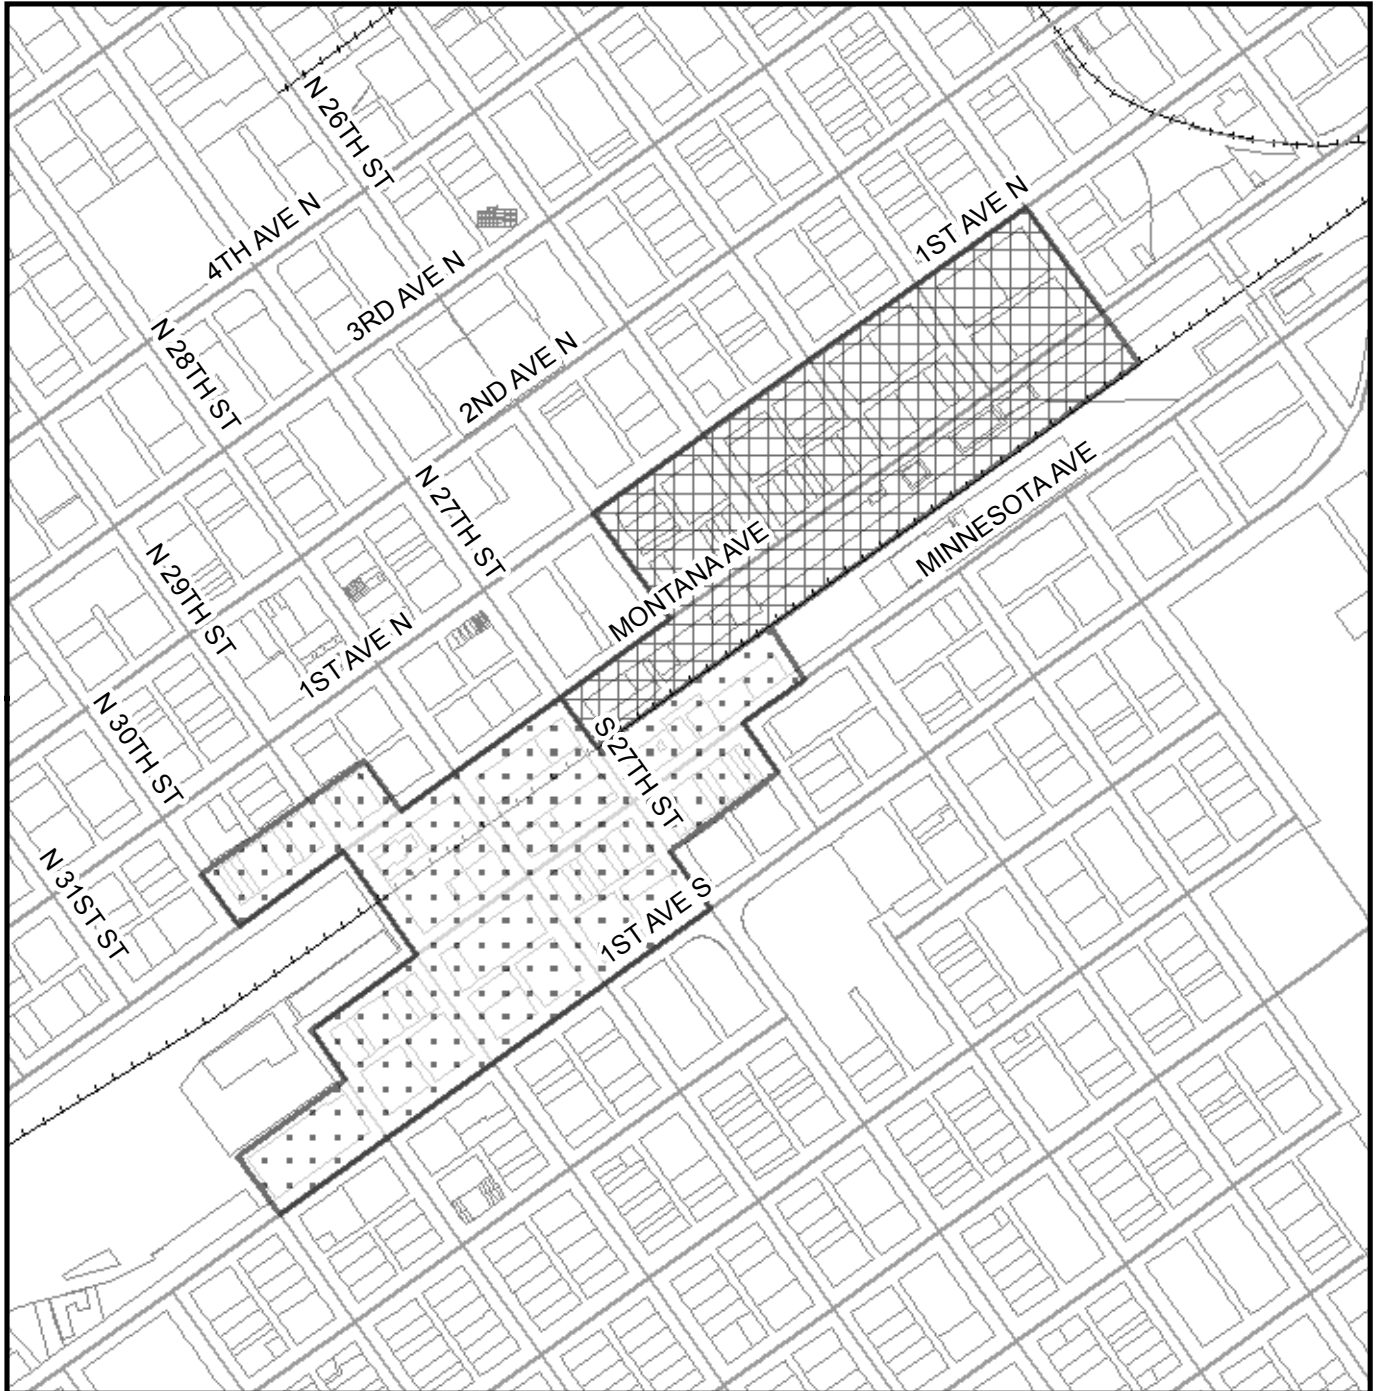 N 26TH ST
4TH AVE N
1ST AVE N
3RD AVE N
N 28TH ST
2ND AVE N
N 27TH ST
MINNESOTA AVE
MONTANA AVE
N 29TH ST
1ST AVE N
N 30TH ST
S 27TH ST
N 31ST ST
1ST AVE S